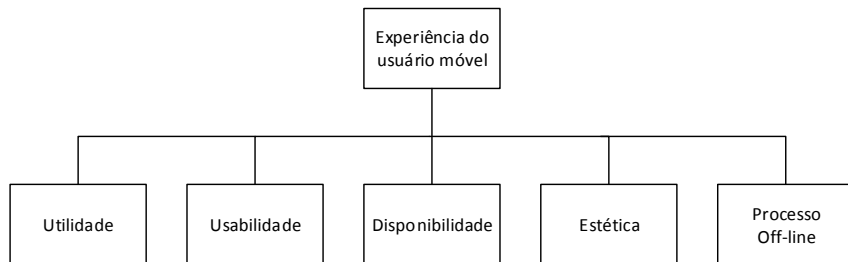 Experiência do
usuário móvel
Utilidade
Usabilidade
Disponibilidade
Estética
Processo
Off-line